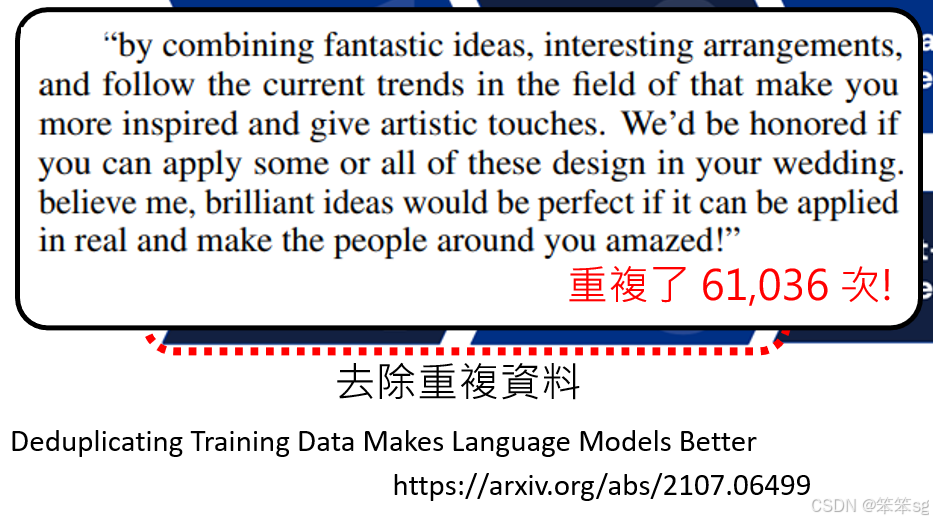 “by combining fantastic ideas, interesting arrangements,
and follow the current trends in the field of that make you
more inspired and give artistic touches. We’d be honored if
you can apply some or all of these design in your wedding.
believe me, brilliant ideas would be perfect if it can be applied
in real and make the people around you amazed!”
重複了 61,036 次!
去除重複資料
Deduplicating Training Data Makes Language Models Better
https://arxiv.org/abs/2107.06499
CSDN @笨笨sg